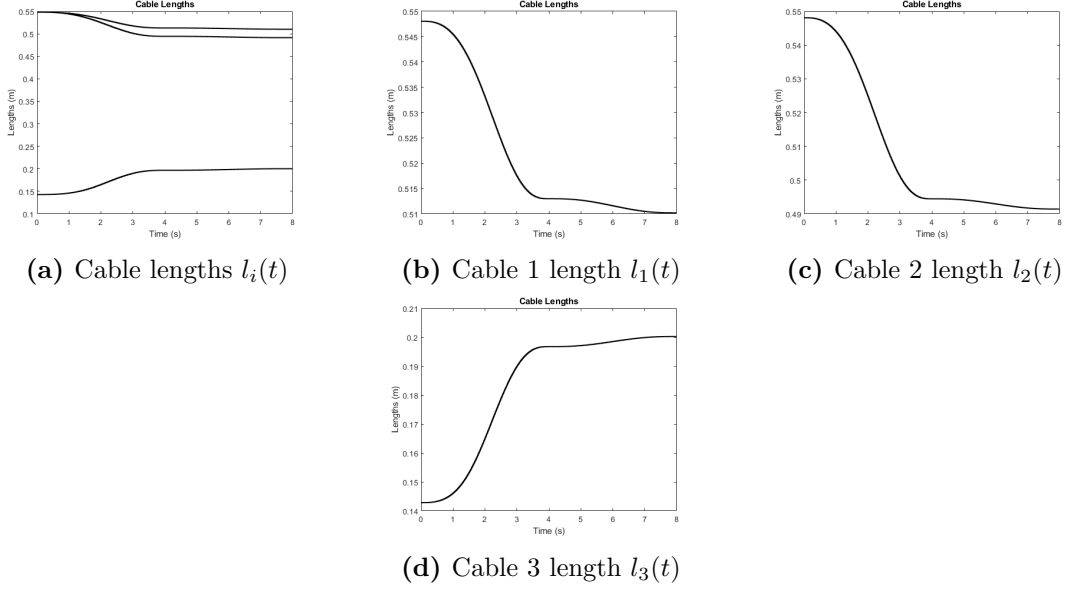 Cable Lengths
0.55
0.5
0.45
0.4
0.35
0.3
0.25
0.2
0.15
0.1
Lengths (m)
0 1 2 3 4 5 6 7 8
Time (s)
(a) Cable lengths l_i(t)
Cable Lengths
0.55
0.545
0.54
0.535
0.53
0.525
0.52
0.515
0.51
Lengths (m)
0 1 2 3 4 5 6 7 8
Time (s)
(b) Cable 1 length l_1(t)
Cable Lengths
0.55
0.54
0.53
0.52
0.51
0.5
0.49
Lengths (m)
0 1 2 3 4 5 6 7 8
Time (s)
(c) Cable 2 length l_2(t)
Cable Lengths
0.21
0.2
0.19
0.18
0.17
0.16
0.15
0.14
Lengths (m)
0 1 2 3 4 5 6 7 8
Time (s)
(d) Cable 3 length l_3(t)